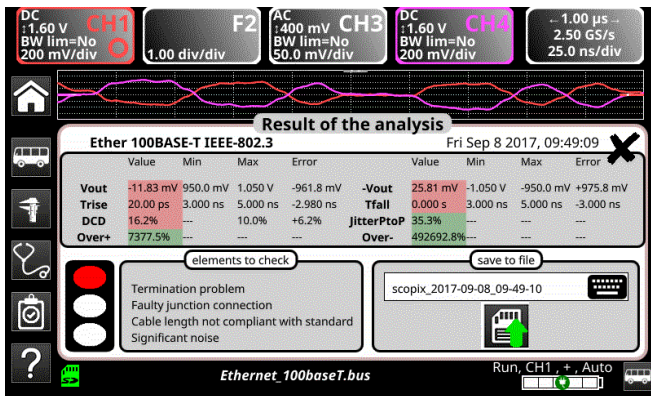 DC
↕1.60 V
CH1
BW lim=No
200 mV/div
F2
1.00 div/div
AC
↕400 mV
CH3
BW lim=No
50.0 mV/div
DC
↕1.60 V
CH4
BW lim=No
200 mV/div
←1.00 µs→
2.50 GS/s
25.0 ns/div
Result of the analysis
Ether 100BASE-T IEEE-802.3 Fri Sep 8 2017, 09:49:09
Value Min Max Error Value Min Max Error
Vout -11.83 mV 950.0 mV 1.050 V -961.8 mV -Vout 25.81 mV -1.050 V -950.0 mV +975.8 mV
Trise 20.00 ps 3.000 ns 5.000 ns -2.980 ns Tfall 0.000 s 3.000 ns 5.000 ns -3.000 ns
DCD 16.2% --- 10.0% +6.2% JitterPtoP 35.3% --- --- ---
Over+ 7377.5% --- --- --- Over- 492692.8% --- --- ---
elements to check
Termination problem
Faulty junction connection
Cable length not compliant with standard
Significant noise
save to file
scopix_2017-09-08_09-49-10
?
Ethernet_100baseT.bus
Run, CH1 , + , Auto